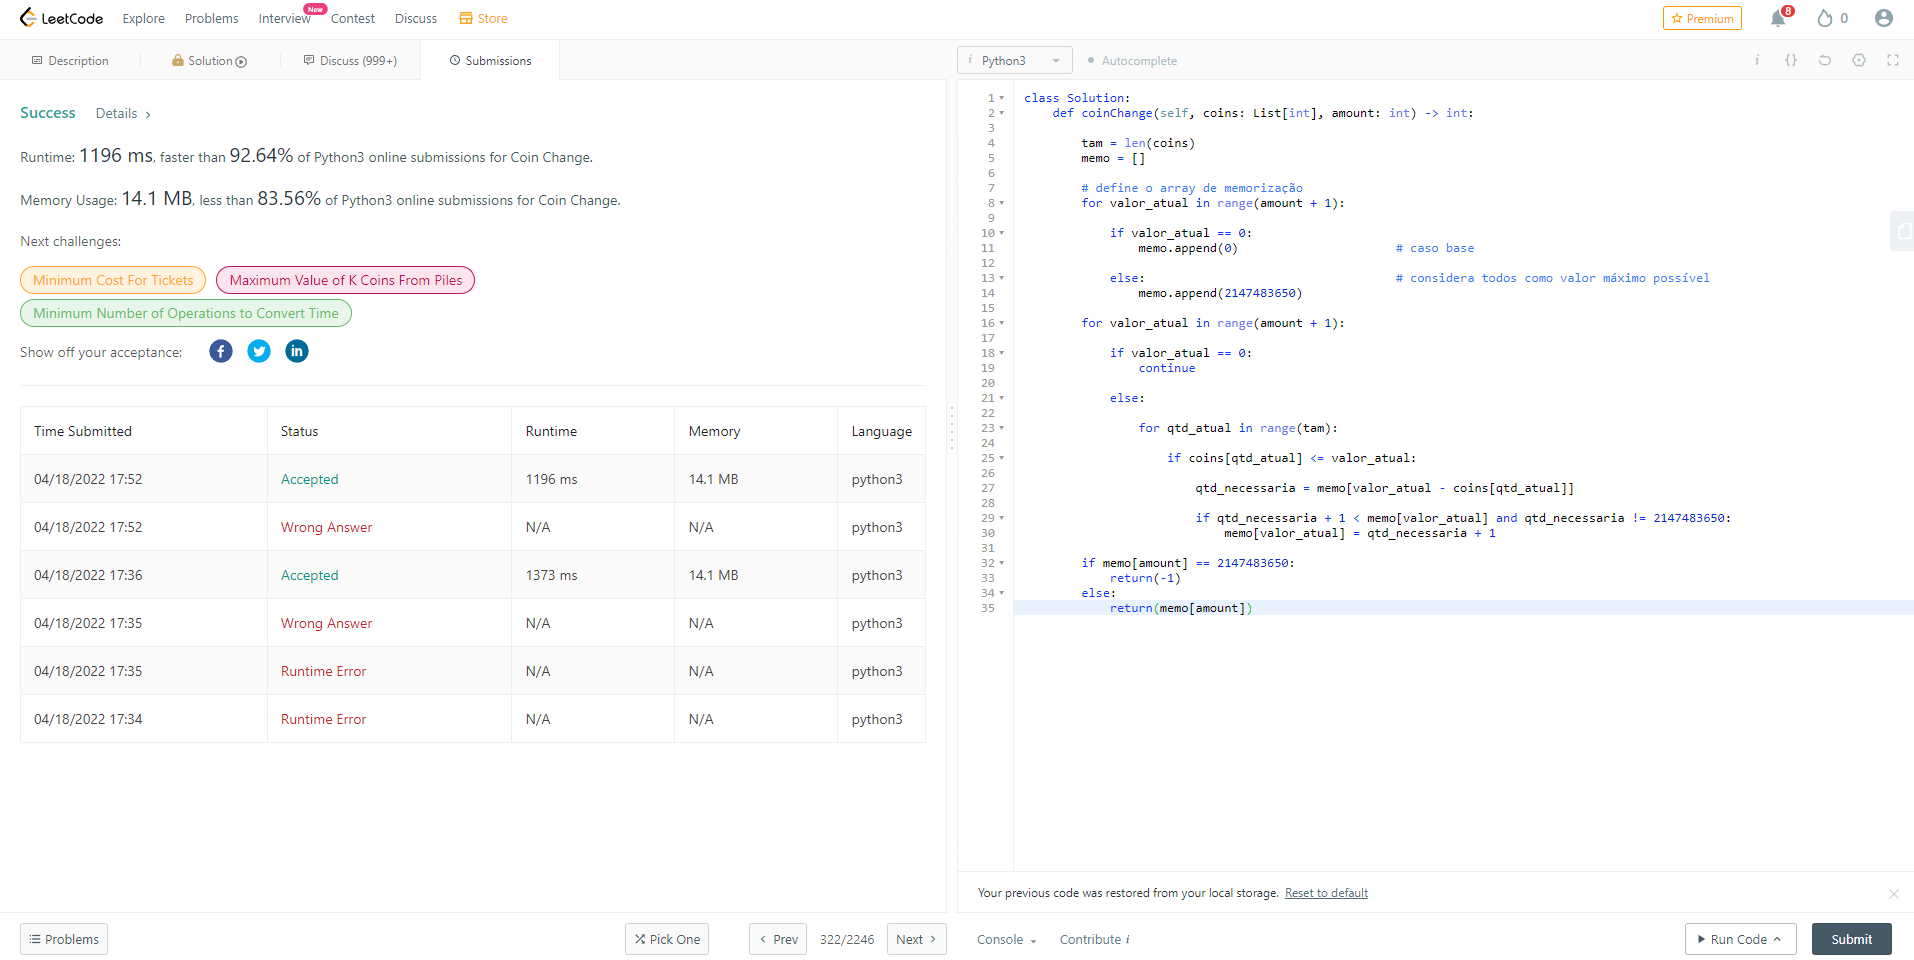 LeetCode Explore Problems Interview New Contest Discuss Store Premium 8 0
Description Solution Discuss (999+) Submissions
Success Details >
Runtime: 1196 ms, faster than 92.64% of Python3 online submissions for Coin Change.
Memory Usage: 14.1 MB, less than 83.56% of Python3 online submissions for Coin Change.
Next challenges:
Minimum Cost For Tickets Maximum Value of K Coins From Piles
Minimum Number of Operations to Convert Time
Show off your acceptance:
Time Submitted Status Runtime Memory Language
04/18/2022 17:52 Accepted 1196 ms 14.1 MB python3
04/18/2022 17:52 Wrong Answer N/A N/A python3
04/18/2022 17:36 Accepted 1373 ms 14.1 MB python3
04/18/2022 17:35 Wrong Answer N/A N/A python3
04/18/2022 17:35 Runtime Error N/A N/A python3
04/18/2022 17:34 Runtime Error N/A N/A python3
Problems Pick One < Prev 322/2246 Next >
i Python3 Autocomplete i {}
1 class Solution:
2 def coinChange(self, coins: List[int], amount: int) -> int:
3
4 tam = len(coins)
5 memo = []
6
7 # define o array de memorização
8 for valor_atual in range(amount + 1):
9
10 if valor_atual == 0:
11 memo.append(0) # caso base
12
13 else: # considera todos como valor máximo possível
14 memo.append(2147483650)
15
16 for valor_atual in range(amount + 1):
17
18 if valor_atual == 0:
19 continue
20
21 else:
22
23 for qtd_atual in range(tam):
24
25 if coins[qtd_atual] <= valor_atual:
26
27 qtd_necessaria = memo[valor_atual - coins[qtd_atual]]
28
29 if qtd_necessaria + 1 < memo[valor_atual] and qtd_necessaria != 2147483650:
30 memo[valor_atual] = qtd_necessaria + 1
31
32 if memo[amount] == 2147483650:
33 return(-1)
34 else:
35 return(memo[amount])
Your previous code was restored from your local storage. Reset to default
Console Contribute i Run Code Submit